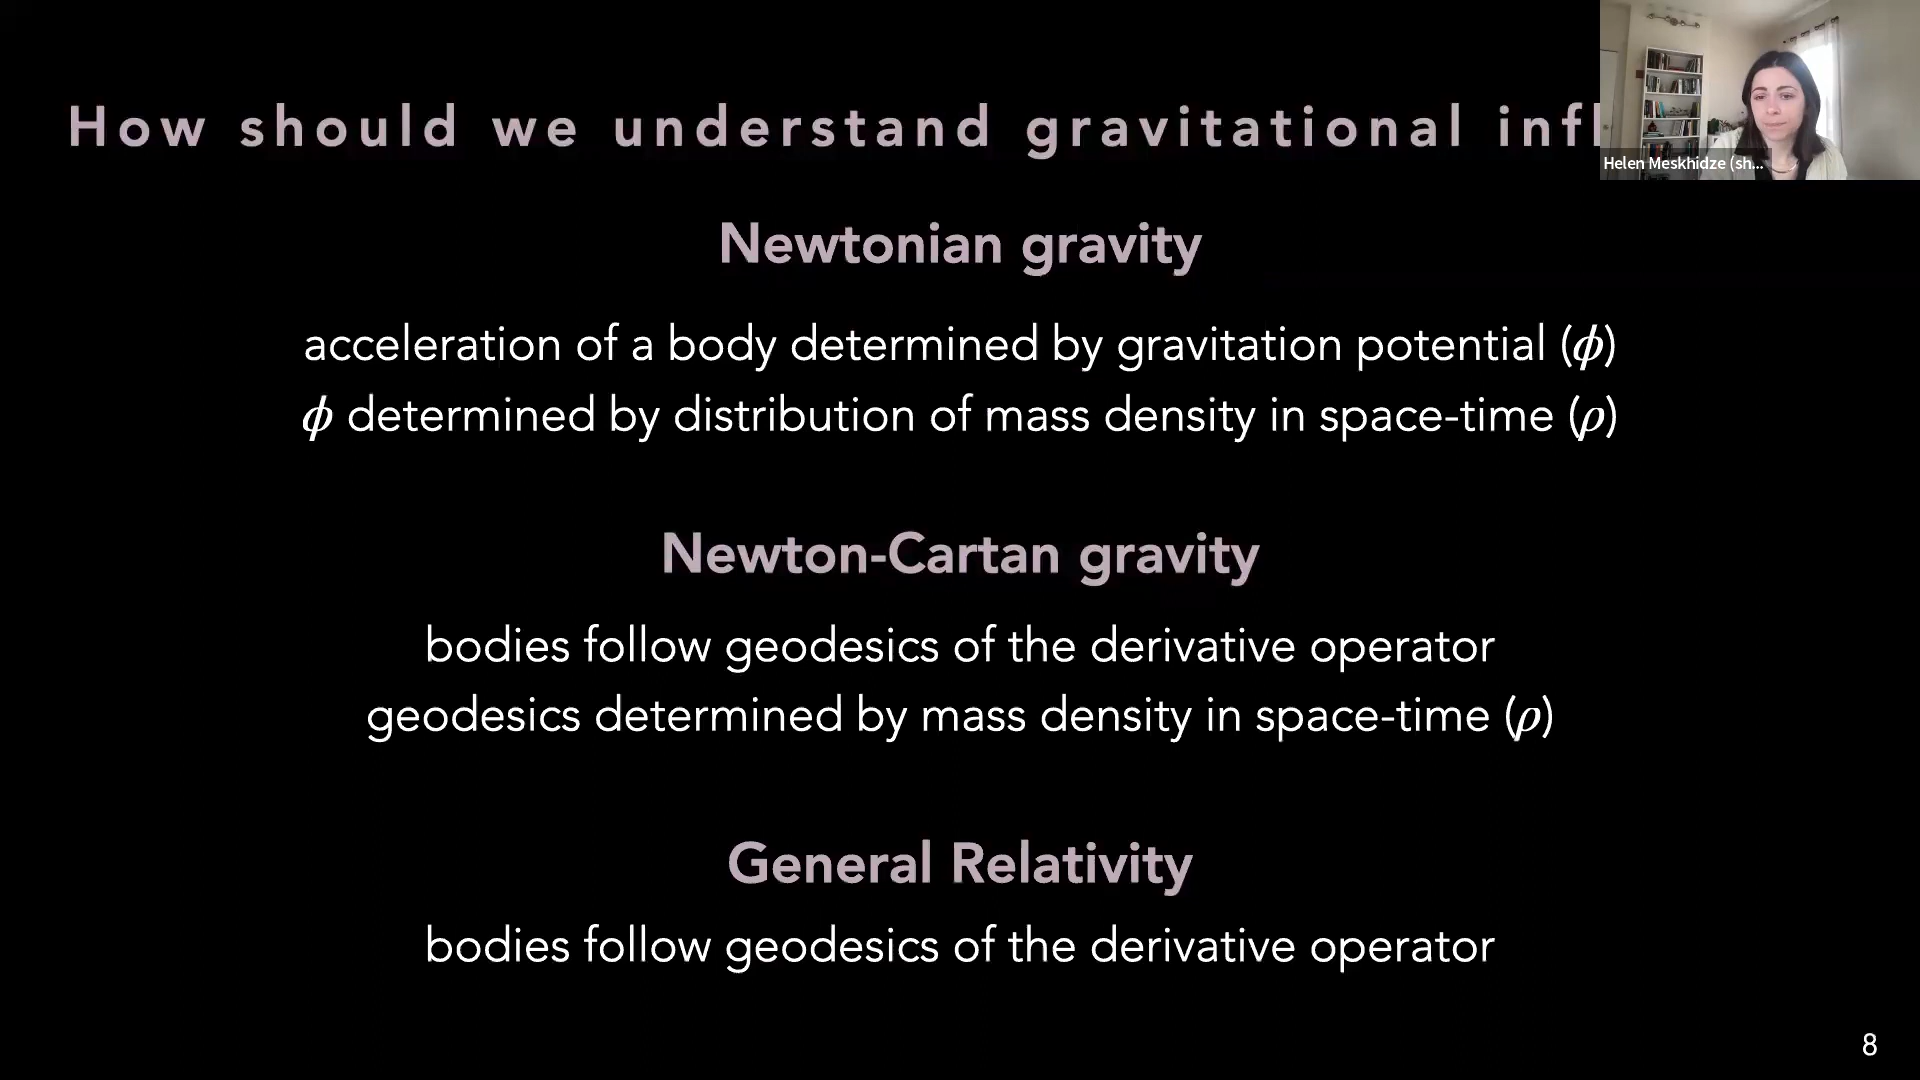 How should we understand gravitational infl
Helen Meskhidze (sh...
Newtonian gravity
acceleration of a body determined by gravitation potential (ϕ)
ϕ determined by distribution of mass density in space-time (ρ)
Newton-Cartan gravity
bodies follow geodesics of the derivative operator
geodesics determined by mass density in space-time (ρ)
General Relativity
bodies follow geodesics of the derivative operator
8